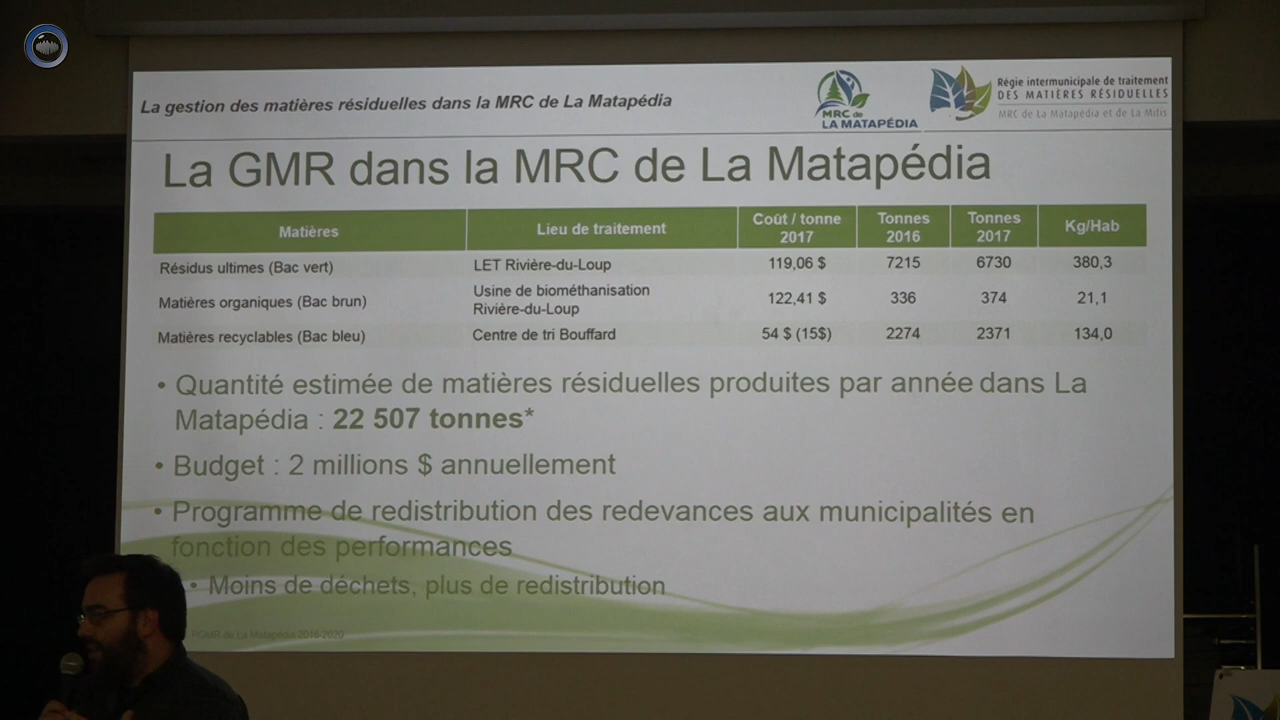 La gestion des matières résiduelles dans la MRC de La Matapédia
MRC de
LA MATAPÉDIA
Régie intermunicipale de traitement
DES MATIÈRES RÉSIDUELLES
MRC de La Matapédia et de La Mitis
La GMR dans la MRC de La Matapédia
Matières Lieu de traitement Coût / tonne 2017 Tonnes 2016 Tonnes 2017 Kg/Hab
Résidus ultimes (Bac vert) LET Rivière-du-Loup 119,06 $ 7215 6730 380,3
Matières organiques (Bac brun) Usine de biométhanisation Rivière-du-Loup 122,41 $ 336 374 21,1
Matières recyclables (Bac bleu) Centre de tri Bouffard 54 $ (15$) 2274 2371 134,0
• Quantité estimée de matières résiduelles produites par année dans La
Matapédia : 22 507 tonnes*
• Budget : 2 millions $ annuellement
• Programme de redistribution des redevances aux municipalités en
fonction des performances
• Moins de déchets, plus de redistribution
PGMR de La Matapédia 2016-2020